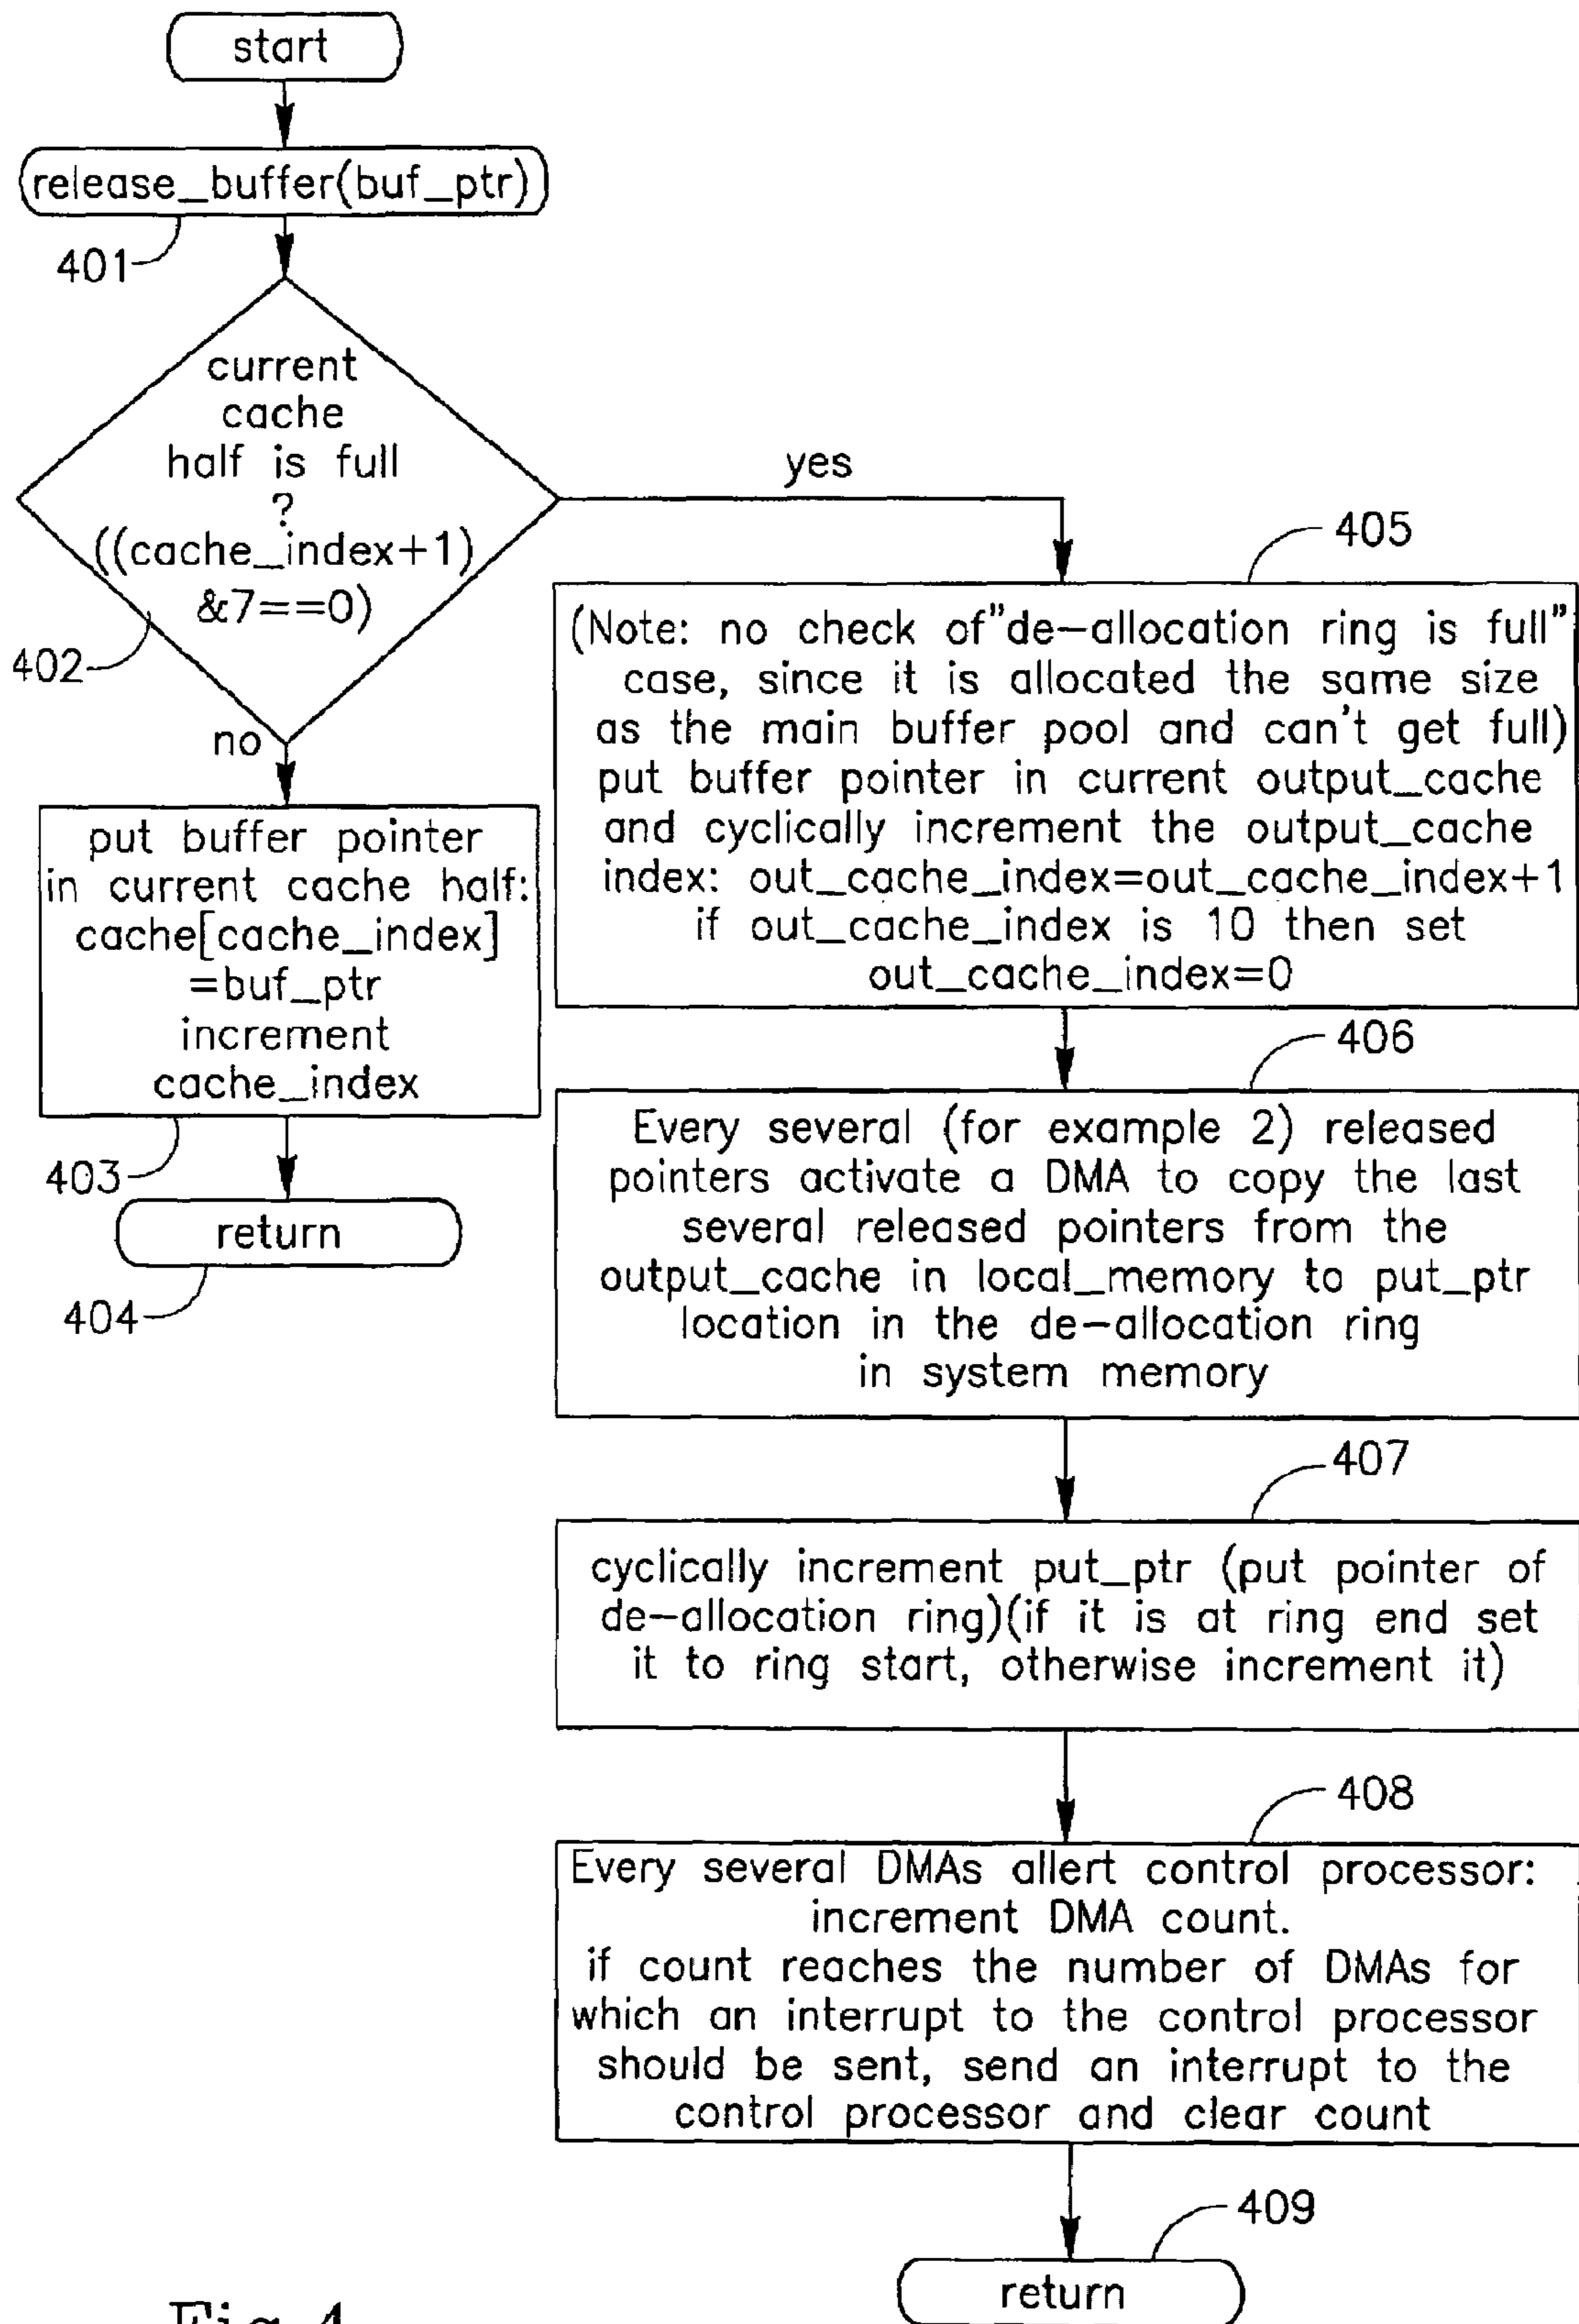 start
release_buffer(buf_ptr)
401
current
cache
half is full
?
((cache_index+1)
&7==0)
402
yes
no
put buffer pointer
in current cache half:
cache[cache_index]
=buf_ptr
increment
cache_index
403
return
404
405
(Note: no check of"de-allocation ring is full"
case, since it is allocated the same size
as the main buffer pool and can't get full)
put buffer pointer in current output_cache
and cyclically increment the output_cache
index: out_cache_index=out_cache_index+1
if out_cache_index is 10 then set
out_cache_index=0
406
Every several (for example 2) released
pointers activate a DMA to copy the last
several released pointers from the
output_cache in local_memory to put_ptr
location in the de-allocation ring
in system memory
407
cyclically increment put_ptr (put pointer of
de-allocation ring)(if it is at ring end set
it to ring start, otherwise increment it)
408
Every several DMAs allert control processor:
increment DMA count.
if count reaches the number of DMAs for
which an interrupt to the control processor
should be sent, send an interrupt to the
control processor and clear count
409
return